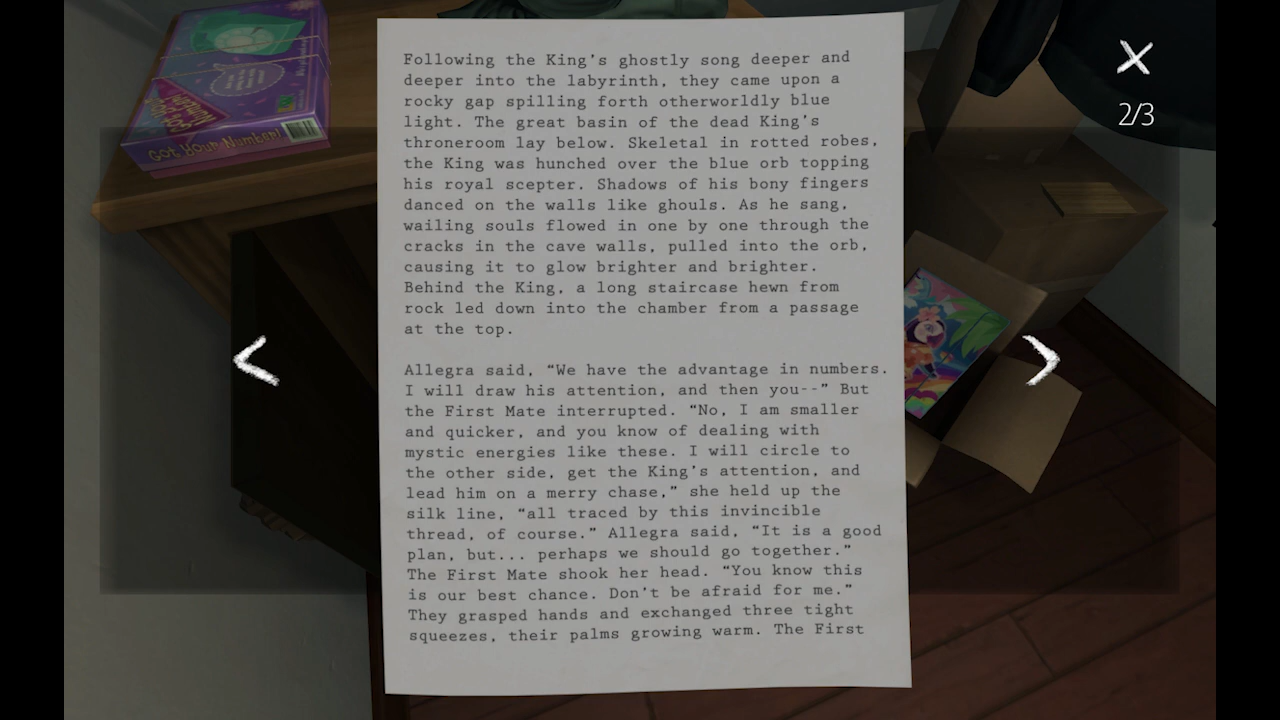 Got Your Number!
2/3
Following the King's ghostly song deeper and
deeper into the labyrinth, they came upon a
rocky gap spilling forth otherworldly blue
light. The great basin of the dead King's
throneroom lay below. Skeletal in rotted robes,
the King was hunched over the blue orb topping
his royal scepter. Shadows of his bony fingers
danced on the walls like ghouls. As he sang,
wailing souls flowed in one by one through the
cracks in the cave walls, pulled into the orb,
causing it to glow brighter and brighter.
Behind the King, a long staircase hewn from
rock led down into the chamber from a passage
at the top.
Allegra said, “We have the advantage in numbers.
I will draw his attention, and then you--” But
the First Mate interrupted. “No, I am smaller
and quicker, and you know of dealing with
mystic energies like these. I will circle to
the other side, get the King's attention, and
lead him on a merry chase,” she held up the
silk line, “all traced by this invincible
thread, of course.” Allegra said, “It is a good
plan, but... perhaps we should go together.”
The First Mate shook her head. “You know this
is our best chance. Don't be afraid for me.”
They grasped hands and exchanged three tight
squeezes, their palms growing warm. The First